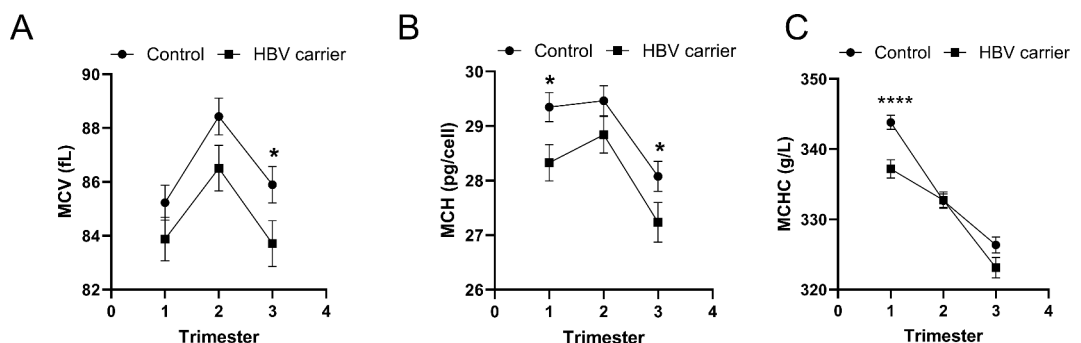 A
Control HBV carrier
90
88
86
84
82
MCV (fL)
*
0 1 2 3 4
Trimester
B
Control HBV carrier
30
29
28
27
26
MCH (pg/cell)
*
*
0 1 2 3 4
Trimester
C
Control HBV carrier
350
340
330
320
MCHC (g/L)
****
0 1 2 3 4
Trimester